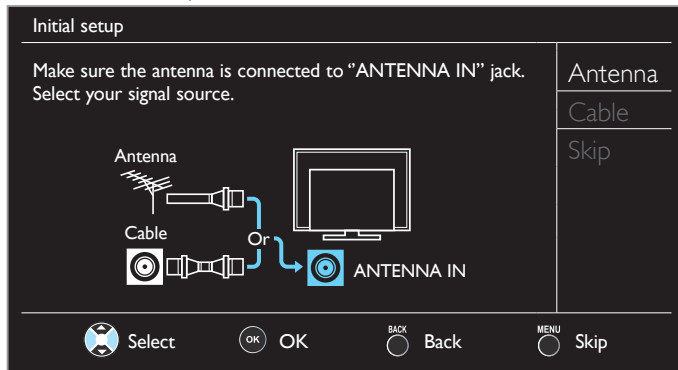 Initial setup
Make sure the antenna is connected to “ANTENNA IN” jack.
Select your signal source.
Antenna
Cable
Skip
Antenna
Cable
Or
ANTENNA IN
Select
OK
OK
BACK
Back
MENU
Skip